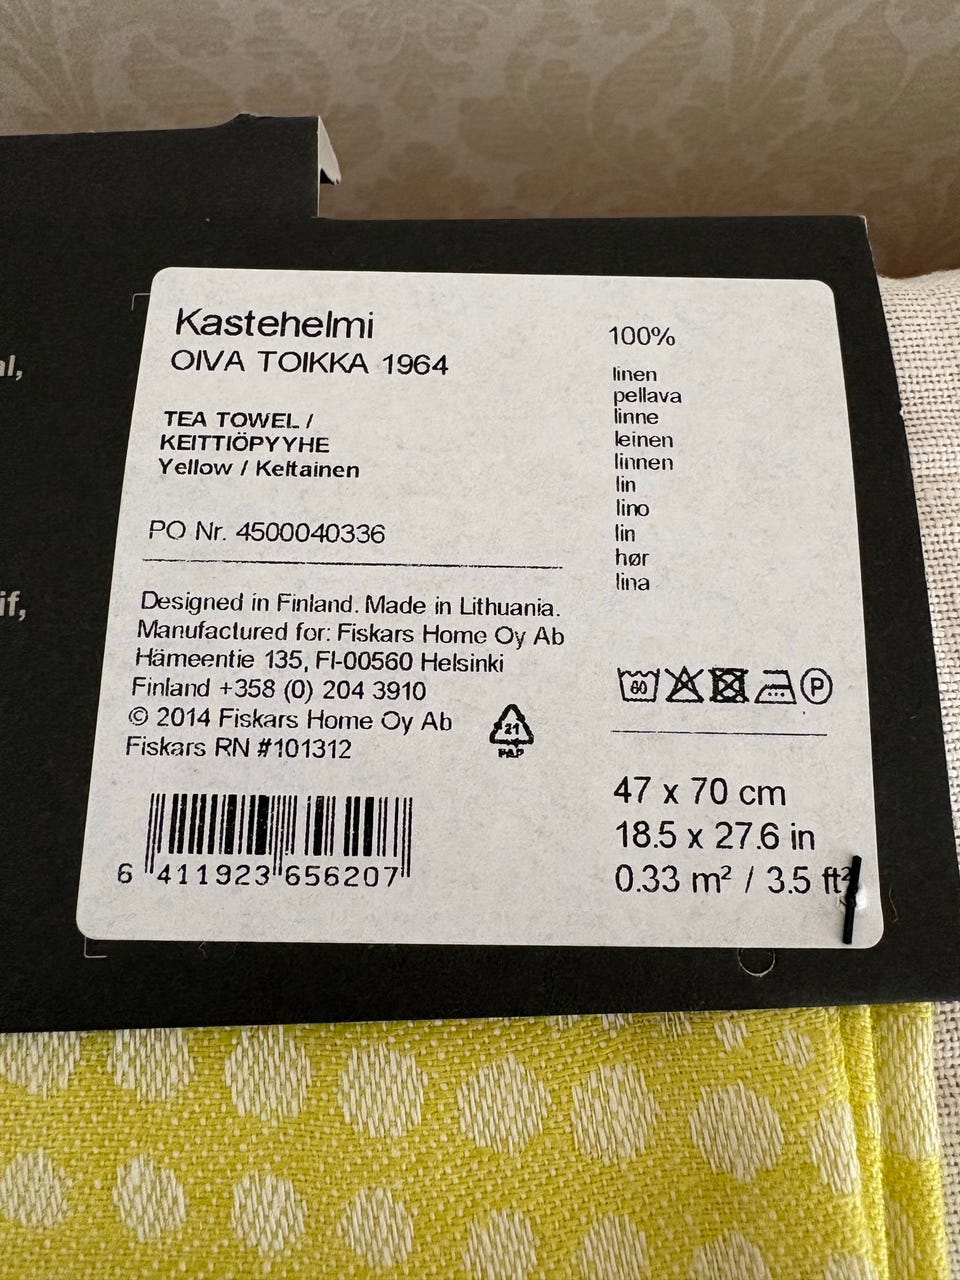 Kastehelmi
OIVA TOIKKA 1964
TEA TOWEL /
KEITTIÖPYYHE
Yellow / Keltainen
PO Nr. 4500040336
Designed in Finland. Made in Lithuania.
Manufactured for: Fiskars Home Oy Ab
Hämeentie 135, FI-00560 Helsinki
Finland +358 (0) 204 3910
© 2014 Fiskars Home Oy Ab
Fiskars RN #101312
21
PAP
6 411923 656207
100%
linen
pellava
linne
leinen
linnen
lin
lino
lin
hør
lina
60
P
47 x 70 cm
18.5 x 27.6 in
0.33 m² / 3.5 ft²